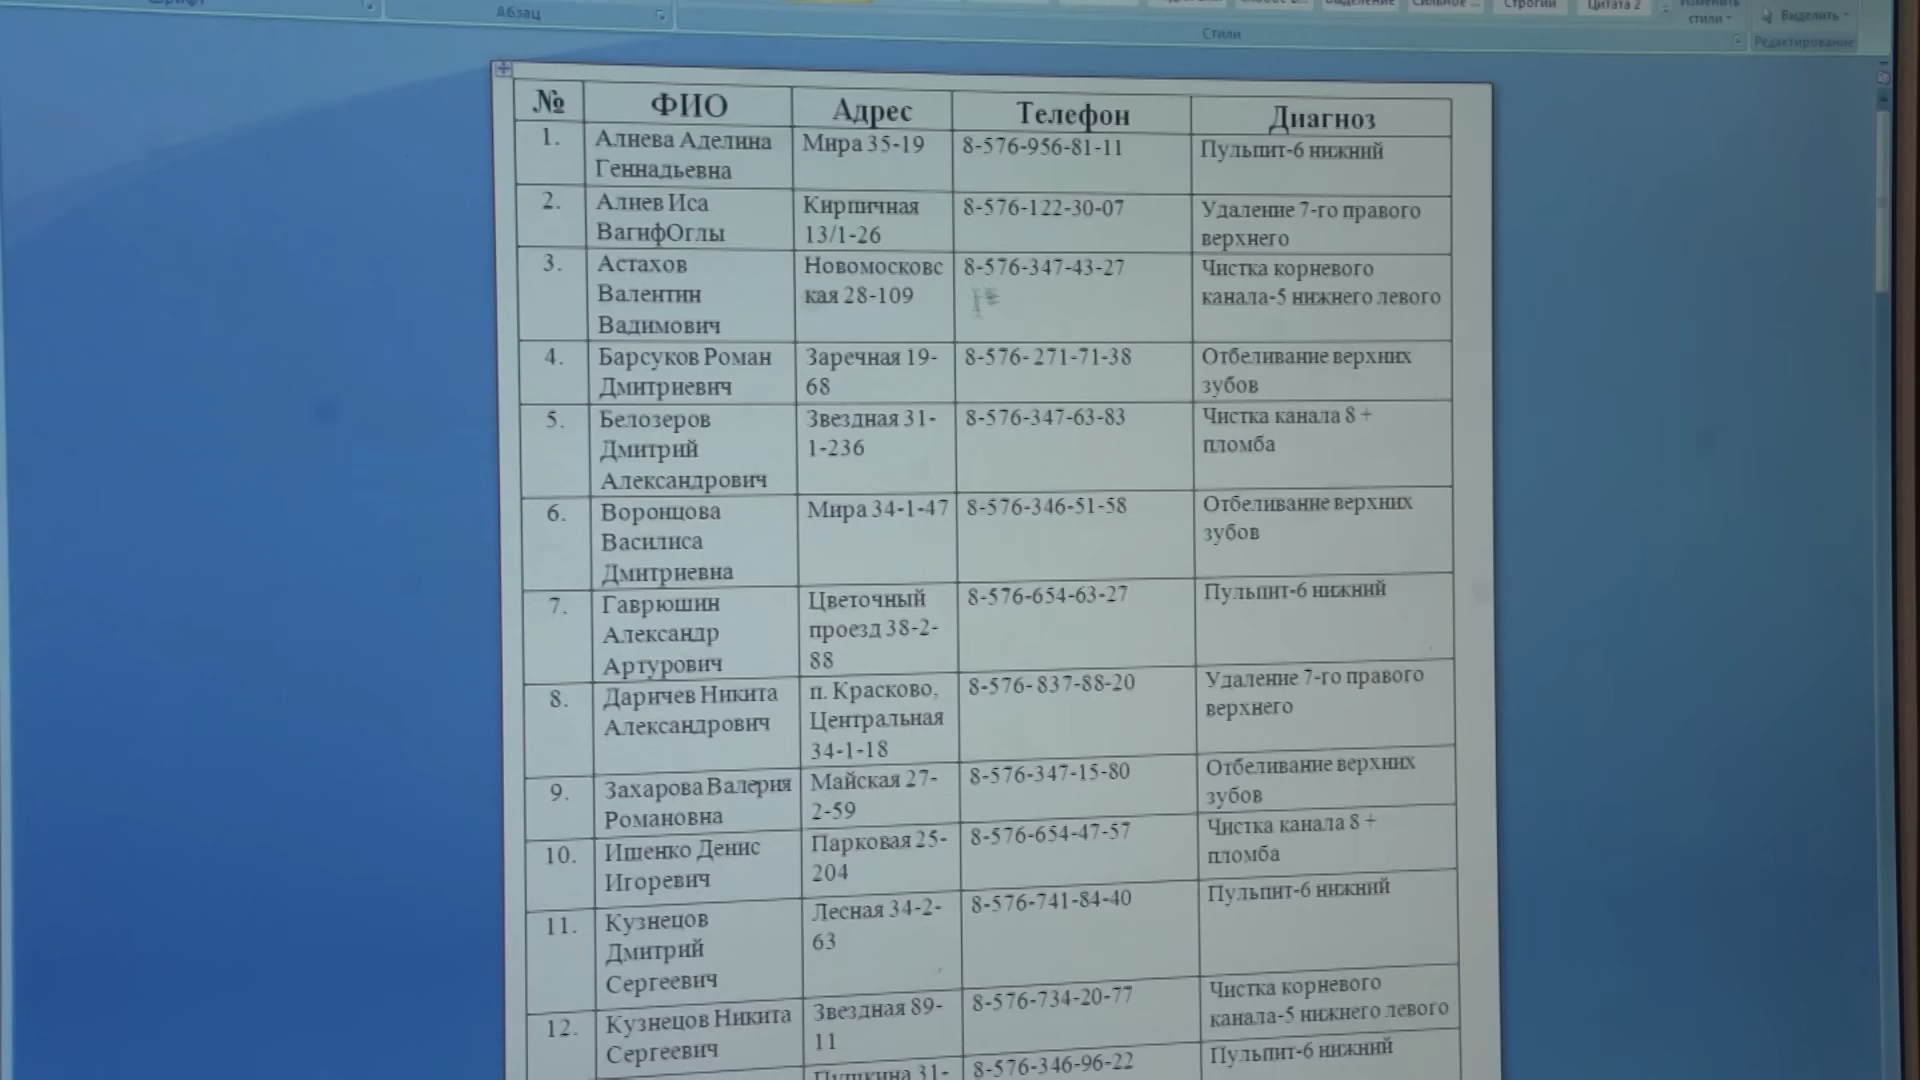 Шрифт
Абзац
Стили
Строгий
Цитата 2
Изменить
стили
Выделить
Редактирование
№ ФИО Адрес Телефон Диагноз
1. Алиева Аделина Мира 35-19 8-576-956-81-11 Пульпит-6 нижний
Геннадьевна
2. Алиев Иса Кирпичная 8-576-122-30-07 Удаление 7-го правого
ВагифОглы 13/1-26 верхнего
3. Астахов Новомосковс 8-576-347-43-27 Чистка корневого
Валентин кая 28-109 канала-5 нижнего левого
Вадимович
4. Барсуков Роман Заречная 19- 8-576- 271-71-38 Отбеливание верхних
Дмитриевич 68 зубов
5. Белозеров Звездная 31- 8-576-347-63-83 Чистка канала 8 +
Дмитрий 1-236 пломба
Александрович
6. Воронцова Мира 34-1-47 8-576-346-51-58 Отбеливание верхних
Василиса зубов
Дмитриевна
7. Гаврюшин Цветочный 8-576-654-63-27 Пульпит-6 нижний
Александр проезд 38-2-
Артурович 88
8. Даричев Никита п. Красково, 8-576- 837-88-20 Удаление 7-го правого
Александрович Центральная верхнего
34-1-18
9. Захарова Валерия Майская 27- 8-576-347-15-80 Отбеливание верхних
Романовна 2-59 зубов
10. Ишенко Денис Парковая 25- 8-576-654-47-57 Чистка канала 8 +
Игоревич 204 пломба
11. Кузнецов Лесная 34-2- 8-576-741-84-40 Пульпит-6 нижний
Дмитрий 63
Сергеевич
12. Кузнецов Никита Звездная 89- 8-576-734-20-77 Чистка корневого
Сергеевич 11 канала-5 нижнего левого
Пушкина 31- 8-576-346-96-22 Пульпит-6 нижний